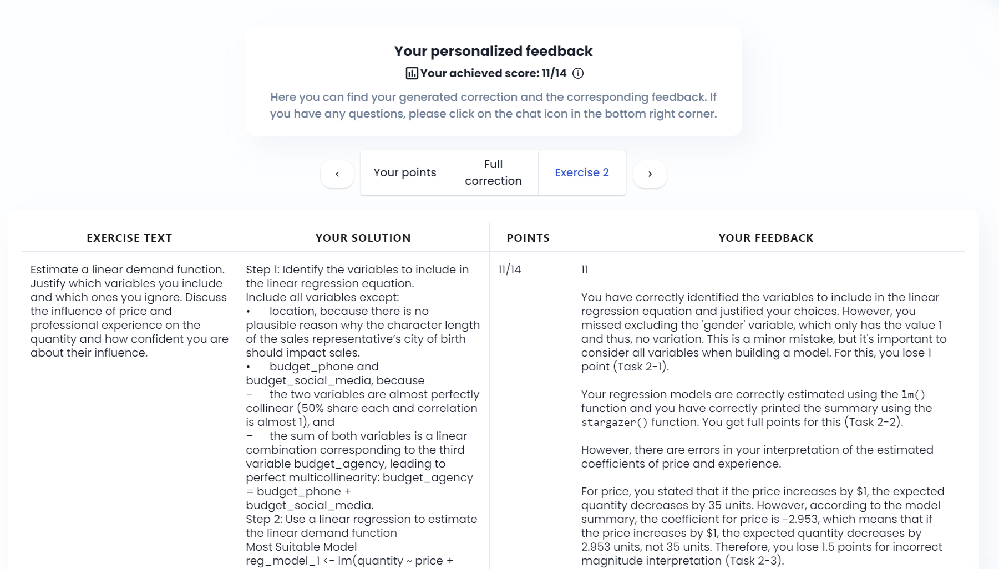 Your personalized feedback
Your achieved score: 11/14
Here you can find your generated correction and the corresponding feedback. If
you have any questions, please click on the chat icon in the bottom right corner.
‹
Your points
Full
correction
Exercise 2
›
EXERCISE TEXT
YOUR SOLUTION
POINTS
YOUR FEEDBACK
Estimate a linear demand function.
Justify which variables you include
and which ones you ignore. Discuss
the influence of price and
professional experience on the
quantity and how confident you are
about their influence.
Step 1: Identify the variables to include in
the linear regression equation.
Include all variables except:
• location, because there is no
plausible reason why the character length
of the sales representative’s city of birth
should impact sales.
• budget_phone and
budget_social_media, because
– the two variables are almost perfectly
collinear (50% share each and correlation
is almost 1), and
– the sum of both variables is a linear
combination corresponding to the third
variable budget_agency, leading to
perfect multicollinearity: budget_agency
= budget_phone +
budget_social_media.
Step 2: Use a linear regression to estimate
the linear demand function
Most Suitable Model
reg_model_1 <- lm(quantity ~ price +
11/14
11
You have correctly identified the variables to include in the linear
regression equation and justified your choices. However, you
missed excluding the 'gender' variable, which only has the value 1
and thus, no variation. This is a minor mistake, but it's important to
consider all variables when building a model. For this, you lose 1
point (Task 2-1).
Your regression models are correctly estimated using the lm()
function and you have correctly printed the summary using the
stargazer() function. You get full points for this (Task 2-2).
However, there are errors in your interpretation of the estimated
coefficients of price and experience.
For price, you stated that if the price increases by $1, the expected
quantity decreases by 35 units. However, according to the model
summary, the coefficient for price is -2.953, which means that if
the price increases by $1, the expected quantity decreases by
2.953 units, not 35 units. Therefore, you lose 1.5 points for incorrect
magnitude interpretation (Task 2-3).